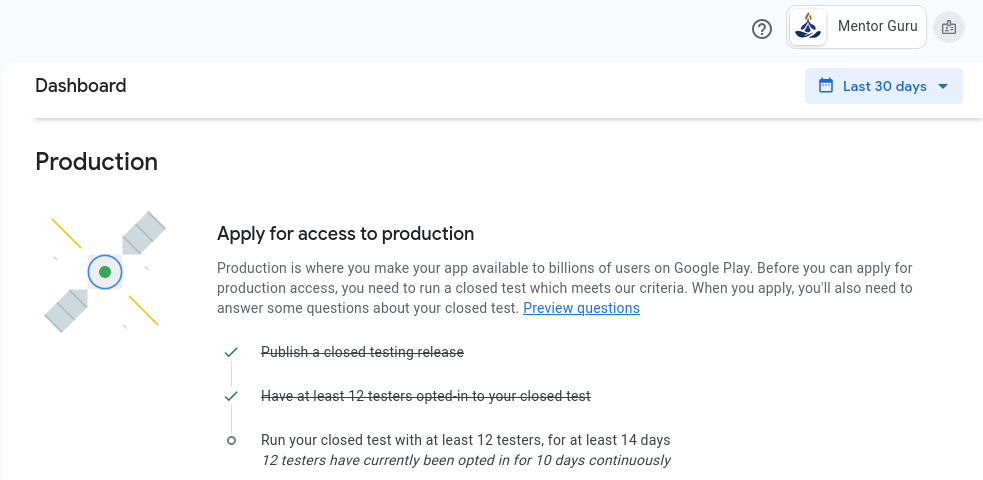 Mentor Guru
Dashboard
Last 30 days
Production
Apply for access to production
Production is where you make your app available to billions of users on Google Play. Before you can apply for
production access, you need to run a closed test which meets our criteria. When you apply, you'll also need to
answer some questions about your closed test. Preview questions
Publish a closed testing release
Have at least 12 testers opted-in to your closed test
Run your closed test with at least 12 testers, for at least 14 days
12 testers have currently been opted in for 10 days continuously